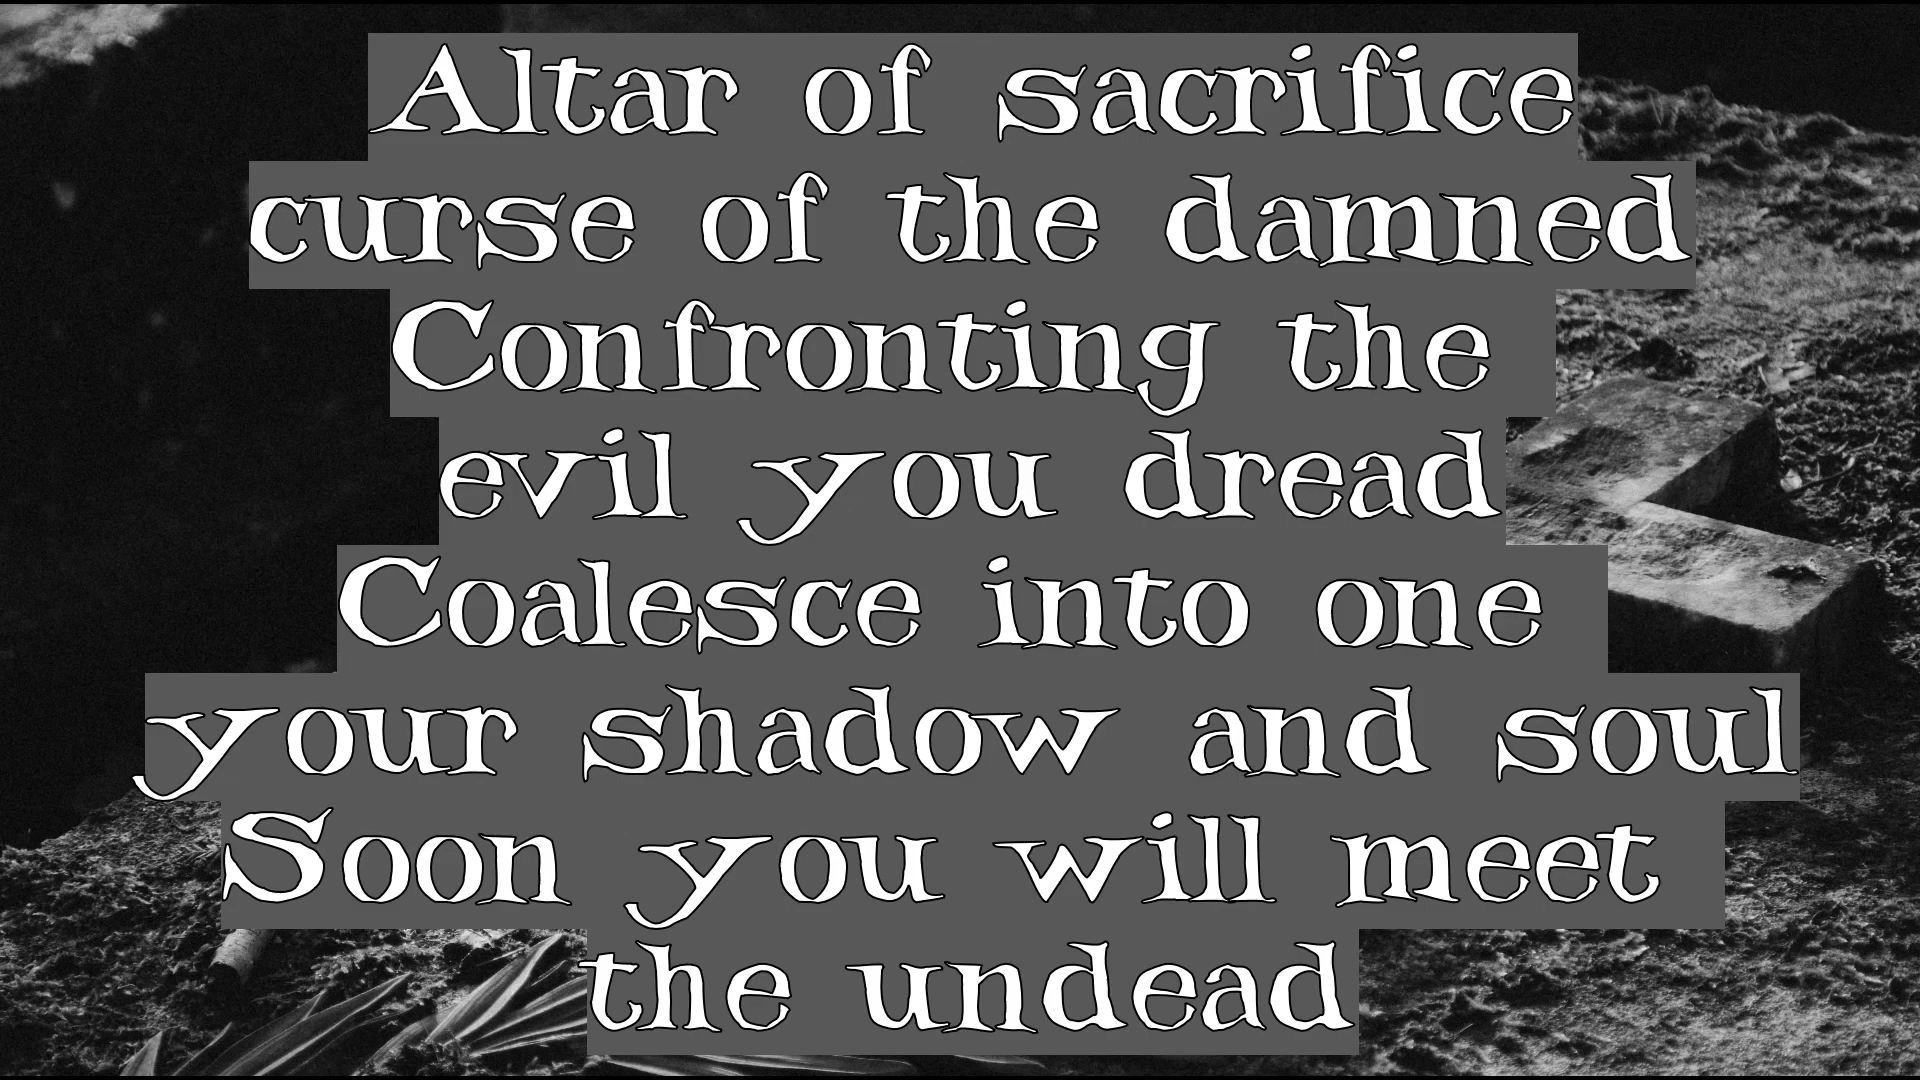 Altar of sacrifice
curse of the damned
Confronting the
evil you dread
Coalesce into one
your shadow and soul
Soon you will meet
the undead